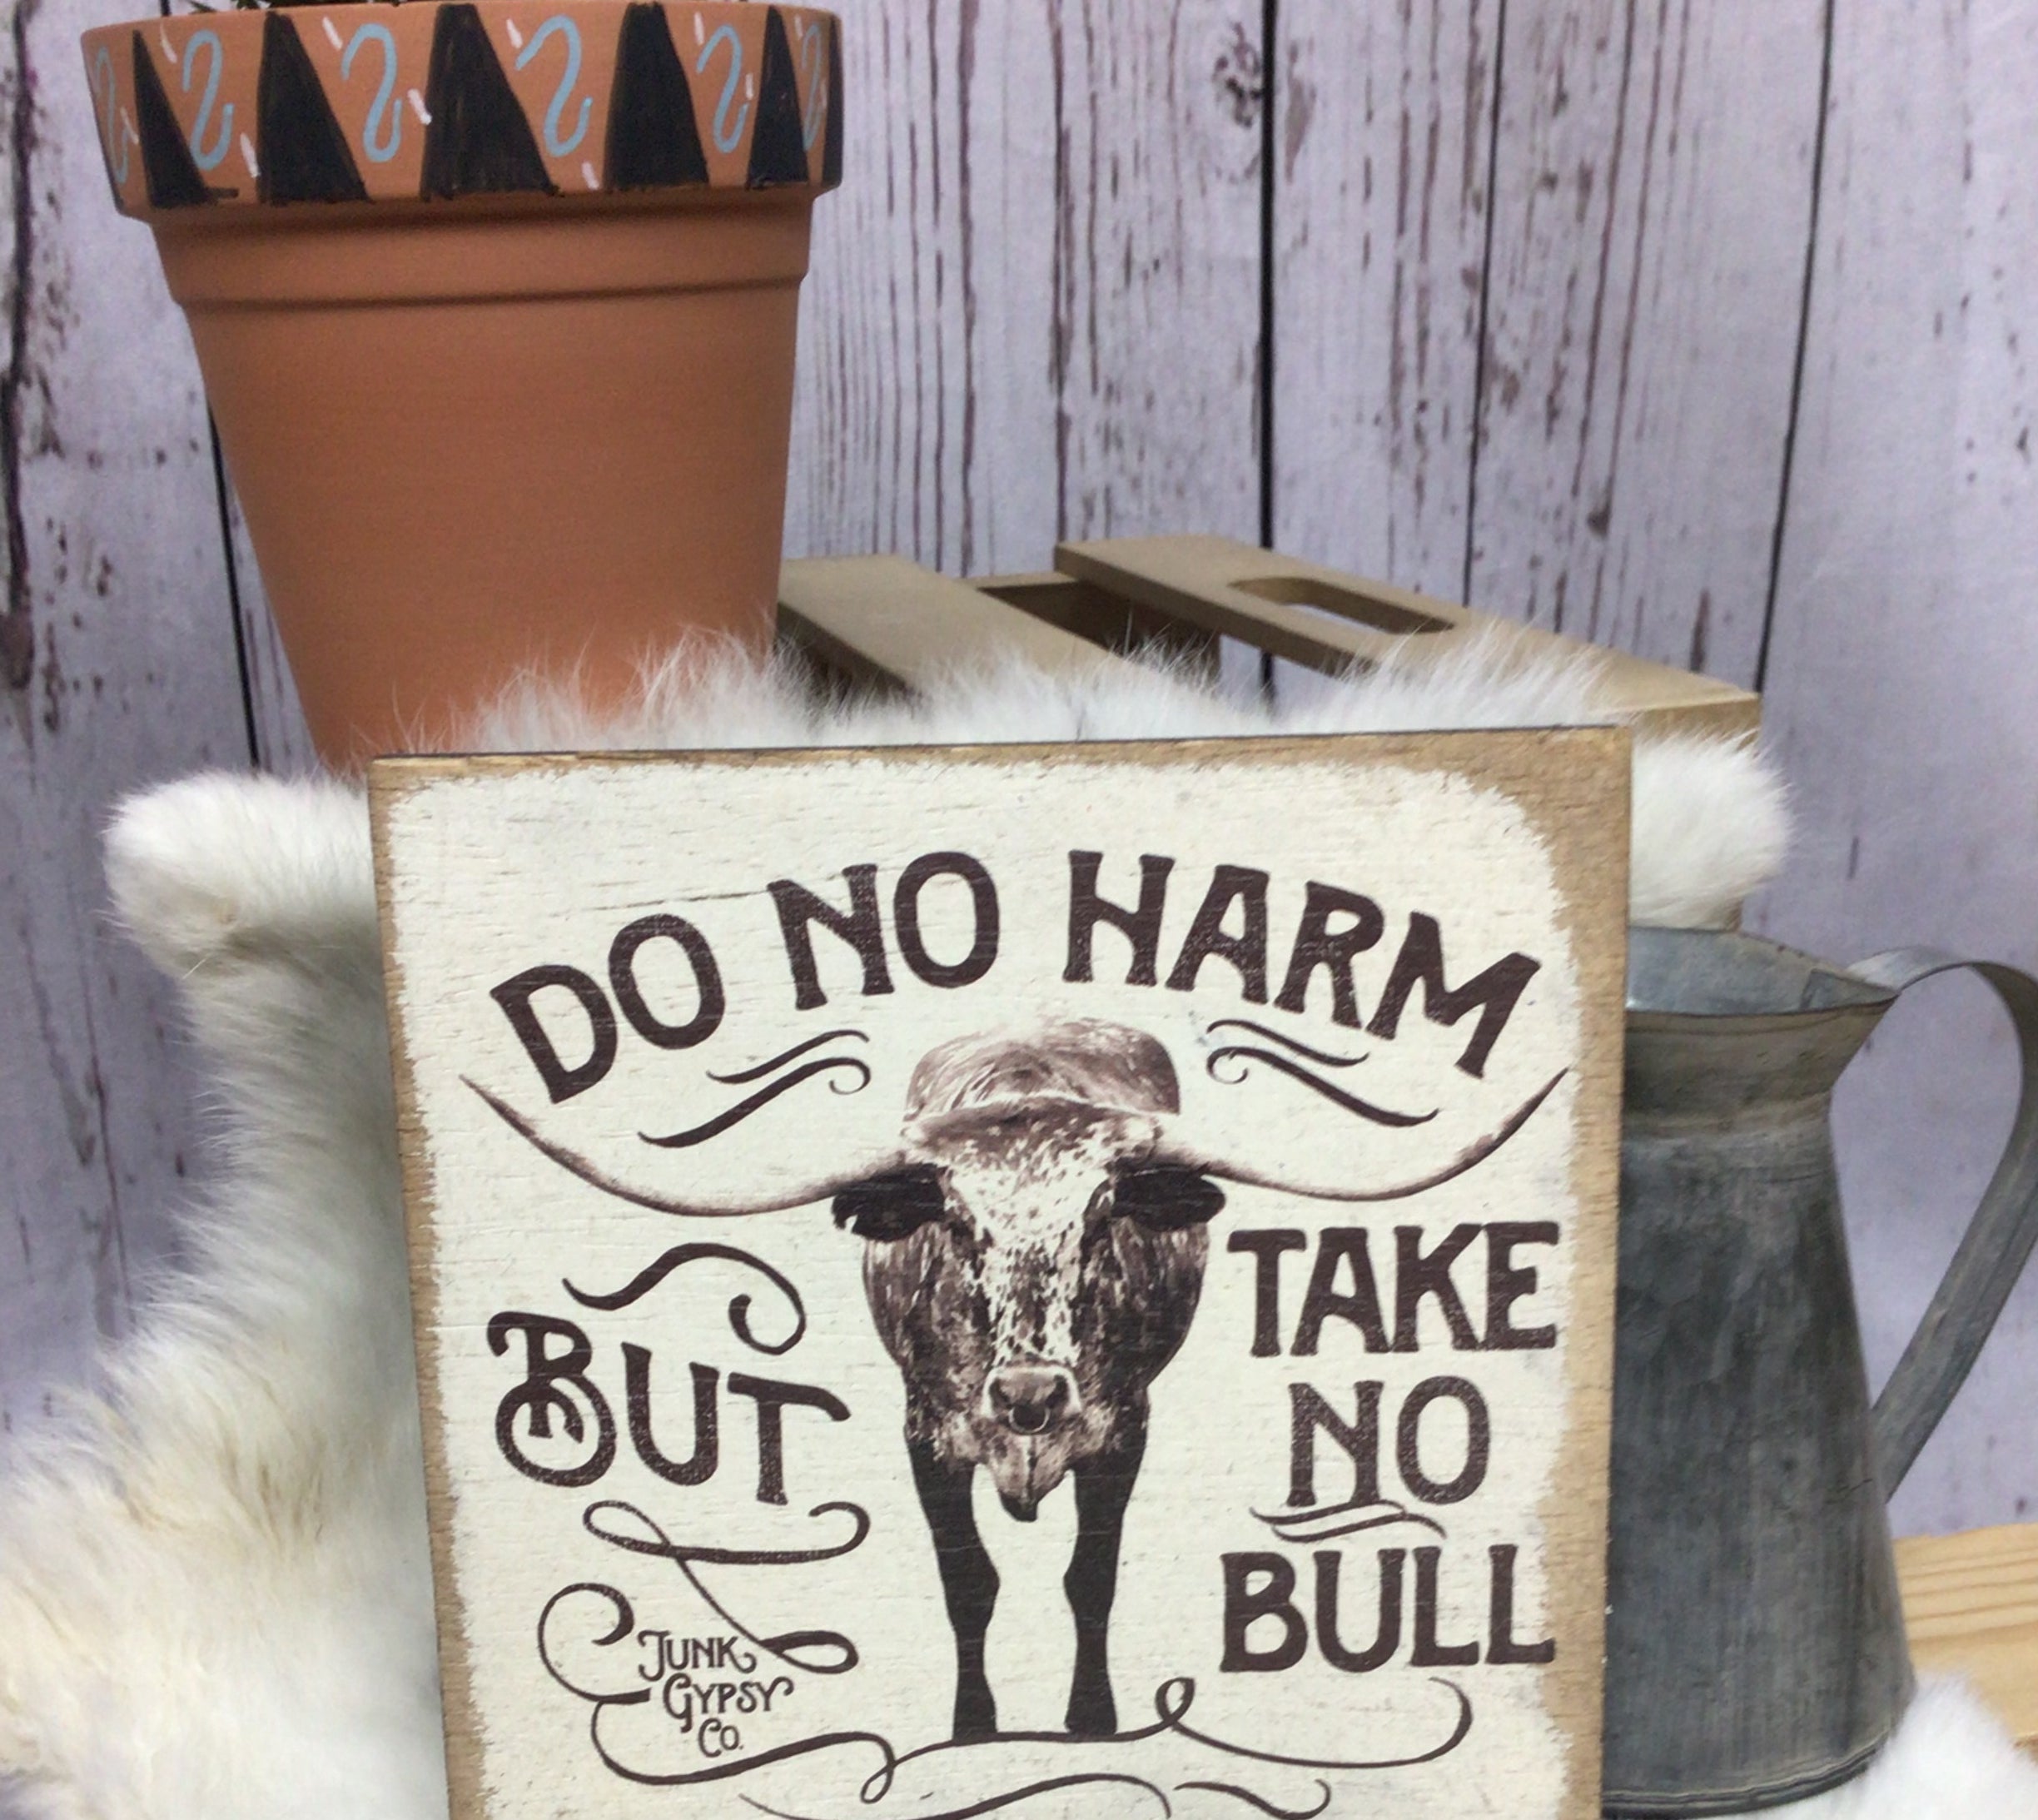 DO NO HARM
BUT
TAKE
NO
BULL
JUNK
GYPSY
CO.